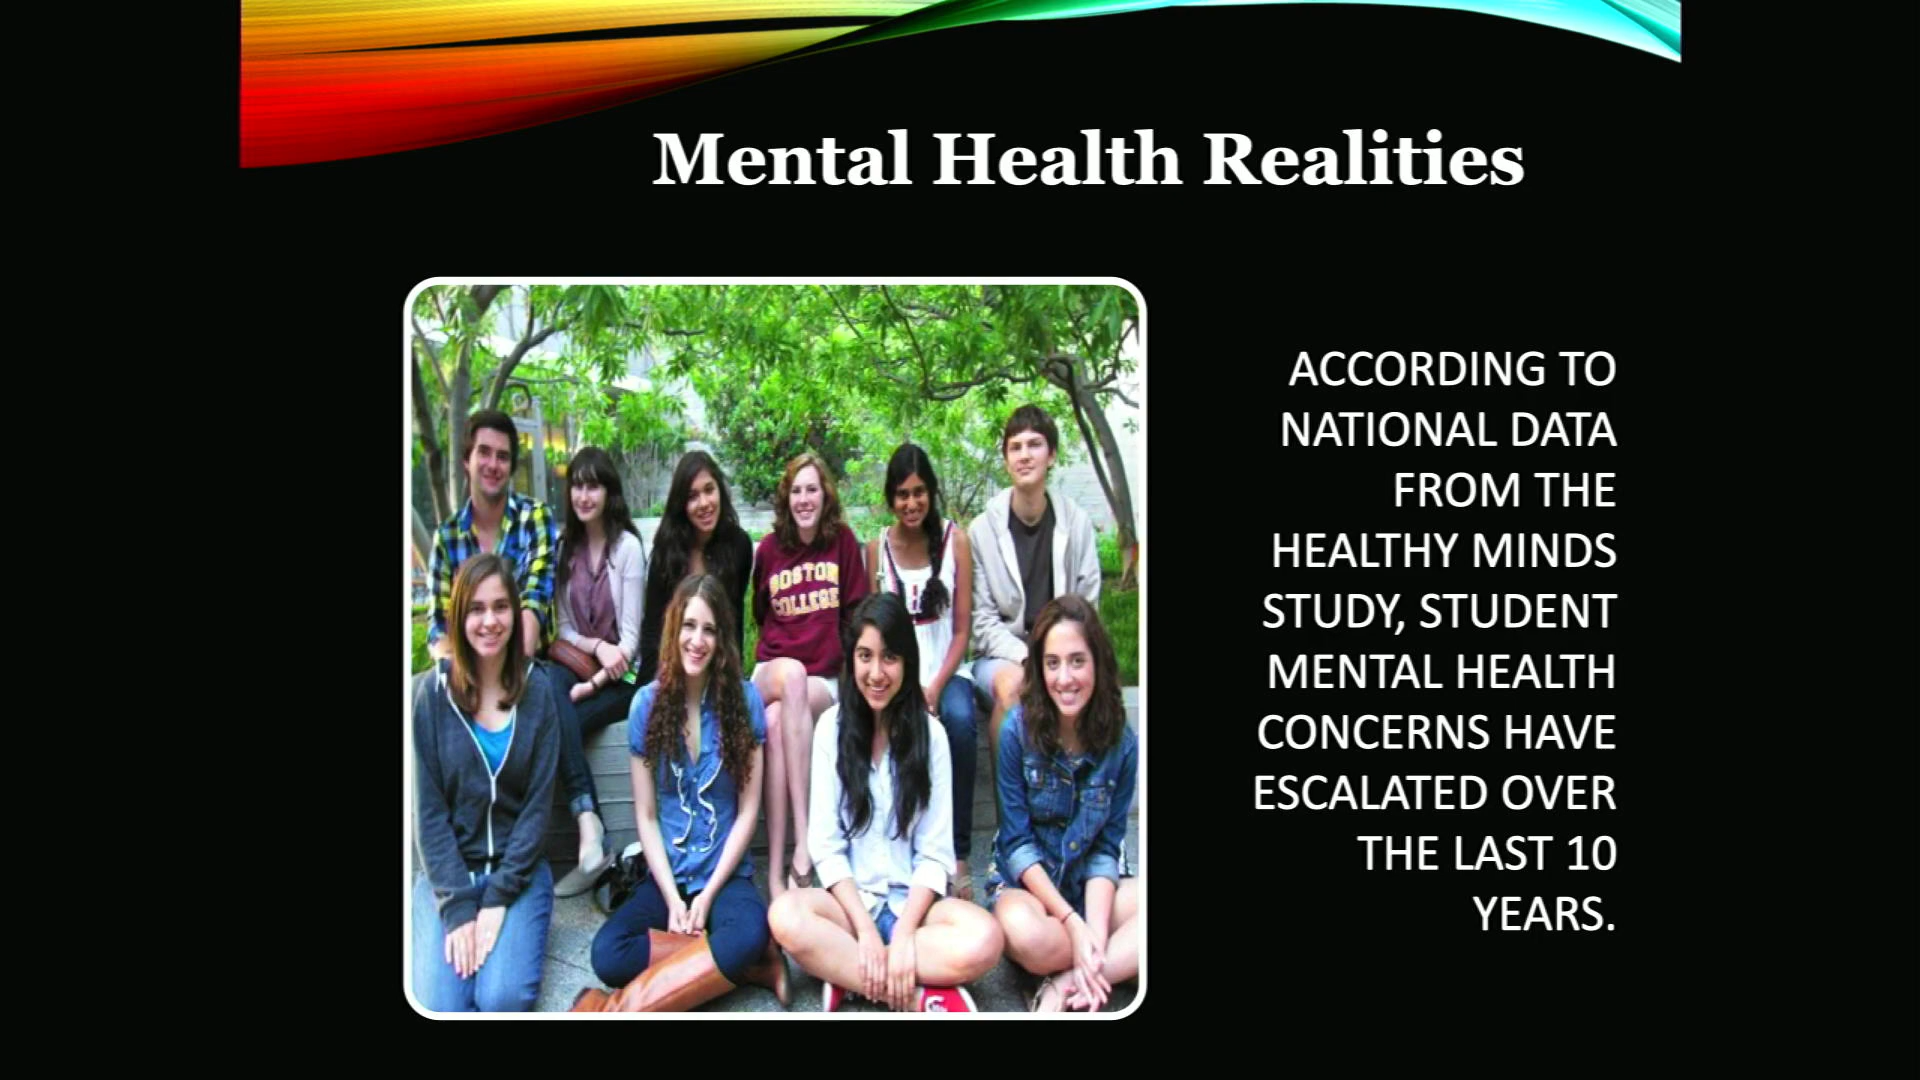 Mental Health Realities
BOSTON
COLLEGE
ACCORDING TO
NATIONAL DATA
FROM THE
HEALTHY MINDS
STUDY, STUDENT
MENTAL HEALTH
CONCERNS HAVE
ESCALATED OVER
THE LAST 10
YEARS.